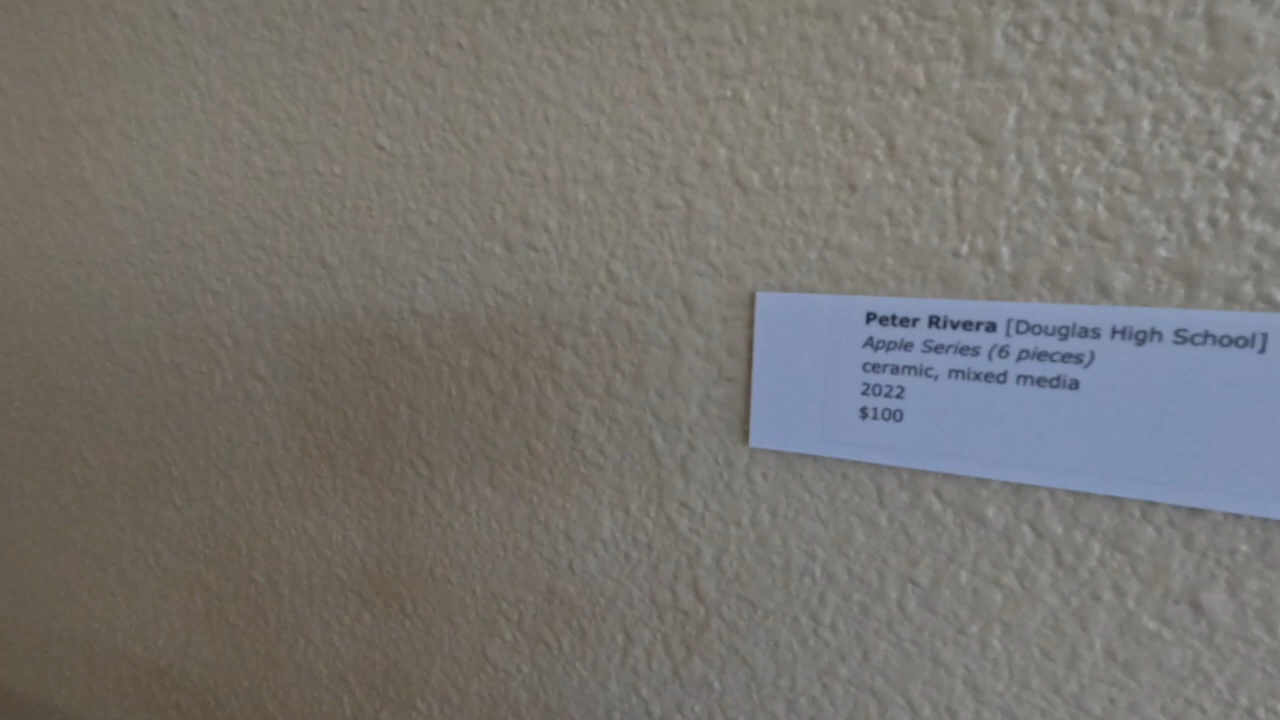 Peter Rivera [Douglas High School]
Apple Series (6 pieces)
ceramic, mixed media
2022
$100